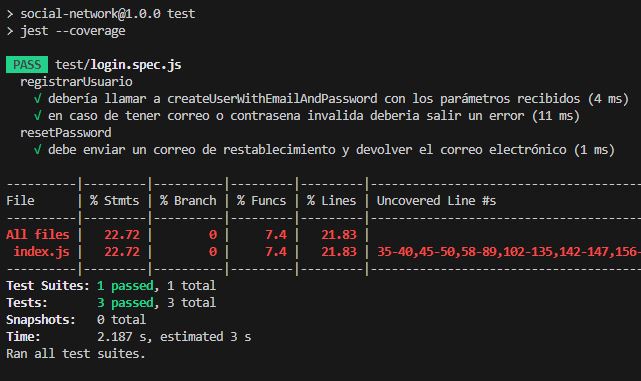 > social-network@1.0.0 test
> jest --coverage
PASS test/login.spec.js
registrarUsuario
√ debería llamar a createUserWithEmailAndPassword con los parámetros recibidos (4 ms)
√ en caso de tener correo o contrasena invalida deberia salir un error (11 ms)
resetPassword
√ debe enviar un correo de restablecimiento y devolver el correo electrónico (1 ms)
----------|---------|----------|---------|---------|-----------------------------------
File | % Stmts | % Branch | % Funcs | % Lines | Uncovered Line #s
----------|---------|----------|---------|---------|-----------------------------------
All files | 22.72 | 0 | 7.4 | 21.83 |
index.js | 22.72 | 0 | 7.4 | 21.83 | 35-40,45-50,58-89,102-135,142-147,156-
----------|---------|----------|---------|---------|-----------------------------------
Test Suites: 1 passed, 1 total
Tests: 3 passed, 3 total
Snapshots: 0 total
Time: 2.187 s, estimated 3 s
Ran all test suites.